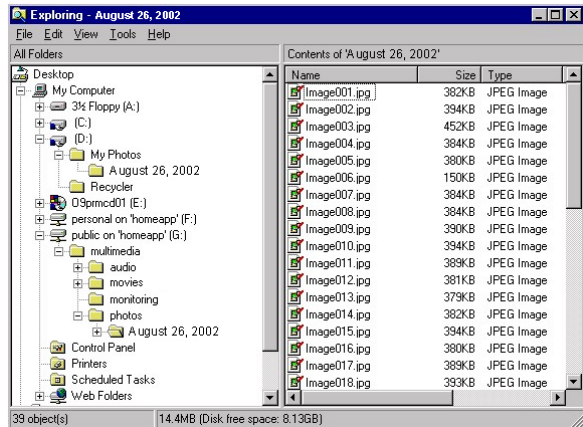 Exploring - August 26, 2002
File Edit View Tools Help
All Folders
Contents of 'August 26, 2002'
Desktop
My Computer
3½ Floppy (A:)
(C:)
(D:)
My Photos
August 26, 2002
Recycler
09prmcd01 (E:)
personal on 'homeapp' (F:)
public on 'homeapp' (G:)
multimedia
audio
movies
monitoring
photos
August 26, 2002
Control Panel
Printers
Scheduled Tasks
Web Folders
Name Size Type
Image001.jpg 382KB JPEG Image
Image002.jpg 394KB JPEG Image
Image003.jpg 452KB JPEG Image
Image004.jpg 384KB JPEG Image
Image005.jpg 380KB JPEG Image
Image006.jpg 150KB JPEG Image
Image007.jpg 384KB JPEG Image
Image008.jpg 384KB JPEG Image
Image009.jpg 390KB JPEG Image
Image010.jpg 394KB JPEG Image
Image011.jpg 389KB JPEG Image
Image012.jpg 381KB JPEG Image
Image013.jpg 379KB JPEG Image
Image014.jpg 382KB JPEG Image
Image015.jpg 394KB JPEG Image
Image016.jpg 380KB JPEG Image
Image017.jpg 389KB JPEG Image
Image018.jpg 393KB JPEG Image
39 object(s)
14.4MB (Disk free space: 8.13GB)